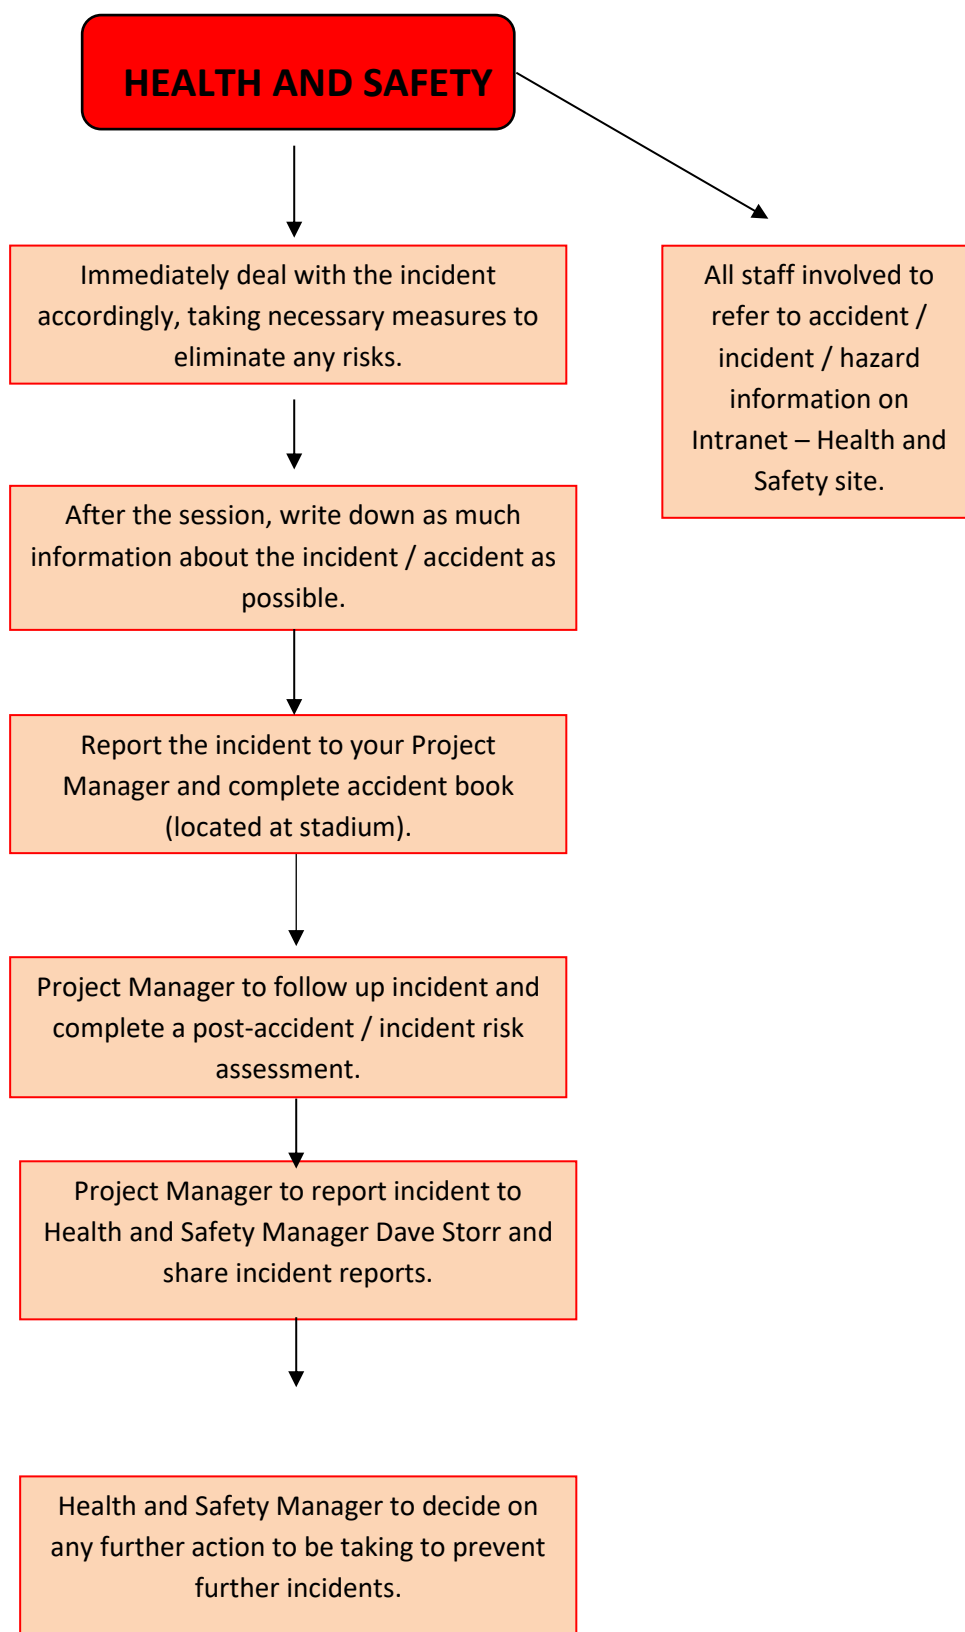 HEALTH AND SAFETY
Immediately deal with the incident
accordingly, taking necessary measures to
eliminate any risks.
All staff involved to
refer to accident /
incident / hazard
information on
Intranet – Health and
Safety site.
After the session, write down as much
information about the incident / accident as
possible.
Report the incident to your Project
Manager and complete accident book
(located at stadium).
Project Manager to follow up incident and
complete a post-accident / incident risk
assessment.
Project Manager to report incident to
Health and Safety Manager Dave Storr and
share incident reports.
Health and Safety Manager to decide on
any further action to be taking to prevent
further incidents.